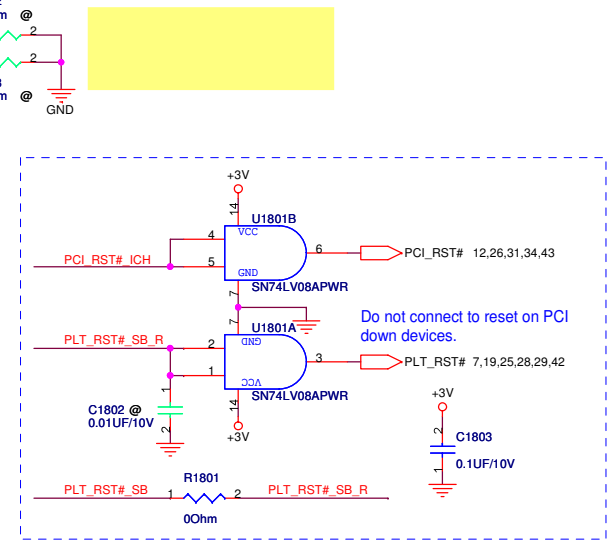 m @
2
2
m @
GND
+3V
14
U1801B
VCC
4
6
PCI_RST#_ICH
5
PCI_RST# 12,26,31,34,43
GND
SN74LV08APWR
7
7
U1801A
Do not connect to reset on PCI
down devices.
GND
PLT_RST#_SB_R
2
3
PLT_RST# 7,19,25,28,29,42
1
VCC
SN74LV08APWR
1
14
+3V
C1802 @
0.01UF/10V
2
+3V
2
C1803
0.1UF/10V
1
R1801
PLT_RST#_SB
1
2
PLT_RST#_SB_R
0Ohm